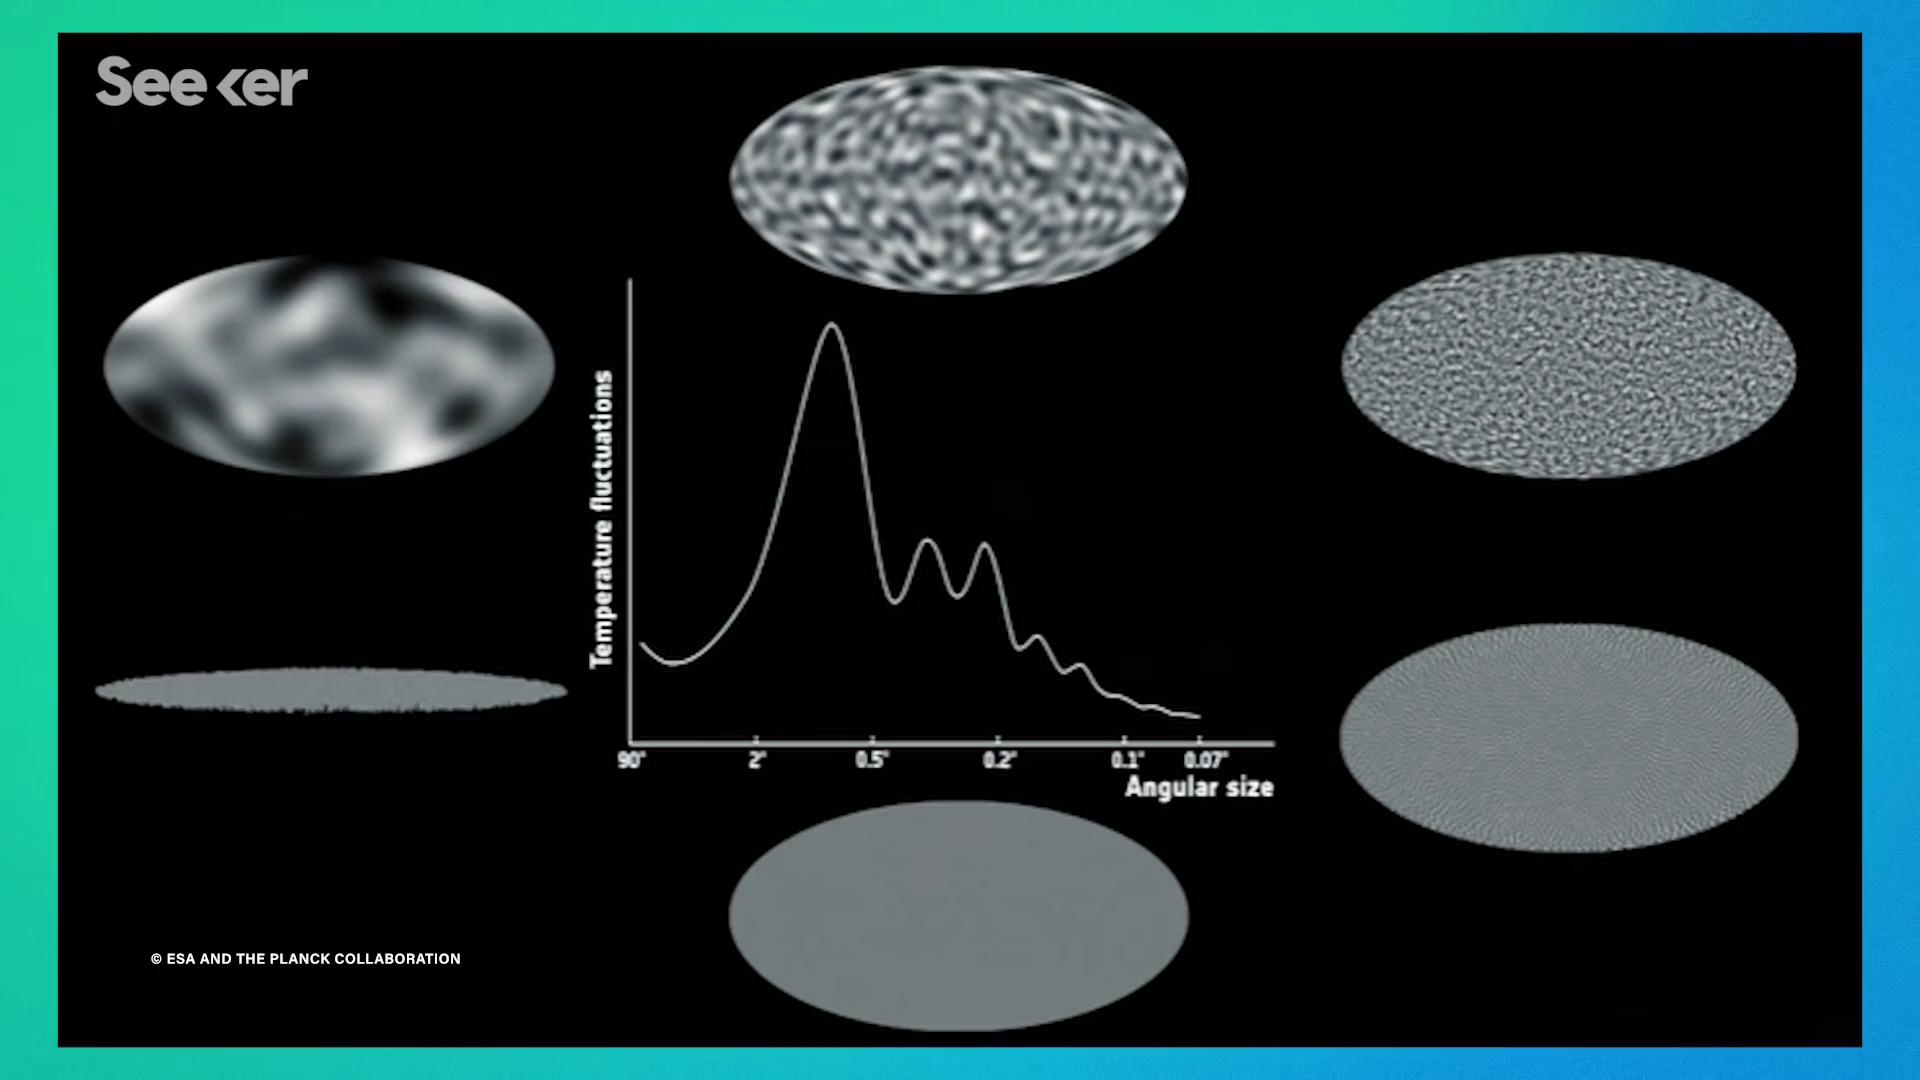 Seeker
Temperature fluctuations
90° 2° 0.5° 0.2° 0.1° 0.07°
Angular size
© ESA AND THE PLANCK COLLABORATION